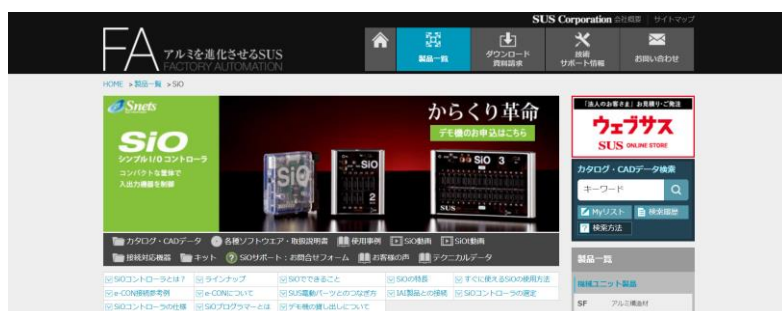 SUS Corporation 会社概要 | サイトマップ
FA アルミを進化させるSUS
FACTORY AUTOMATION
製品一覧
ダウンロード
資料請求
技術
サポート情報
お問い合わせ
HOME » 製品一覧 » SiO
Snets
SiO
シンプルI/Oコントローラ
コンパクトな筐体で
入出力機器を制御
からくり革命
デモ機のお申込はこちら
SiO
2
SiO 3
SUS
「法人のお客さま」お見積り・ご発注
ウェブサス
SUS ONLINE STORE
カタログ・CADデータ検索
キーワード
Myリスト
検索履歴
検索方法
カタログ・CADデータ 各種ソフトウエア・取扱説明書 使用事例 SiO動画 SiOI動画
接続対応機器 キット SiOサポート:お問合せフォーム お客様の声 テクニカルデータ
SiOコントローラとは? ラインナップ SiOでできること SiOの特長 すぐに使えるSiOの使用方法
e-CON接続参考例 e-CONについて SUS電動パーツとのつなぎ方 IAI製品との接続 SiOコントローラの選定
SiOコントローラの仕様 SiOプログラマーとは デモ機の貸し出しについて
製品一覧
機械ユニット製品
SF アルミ構造材